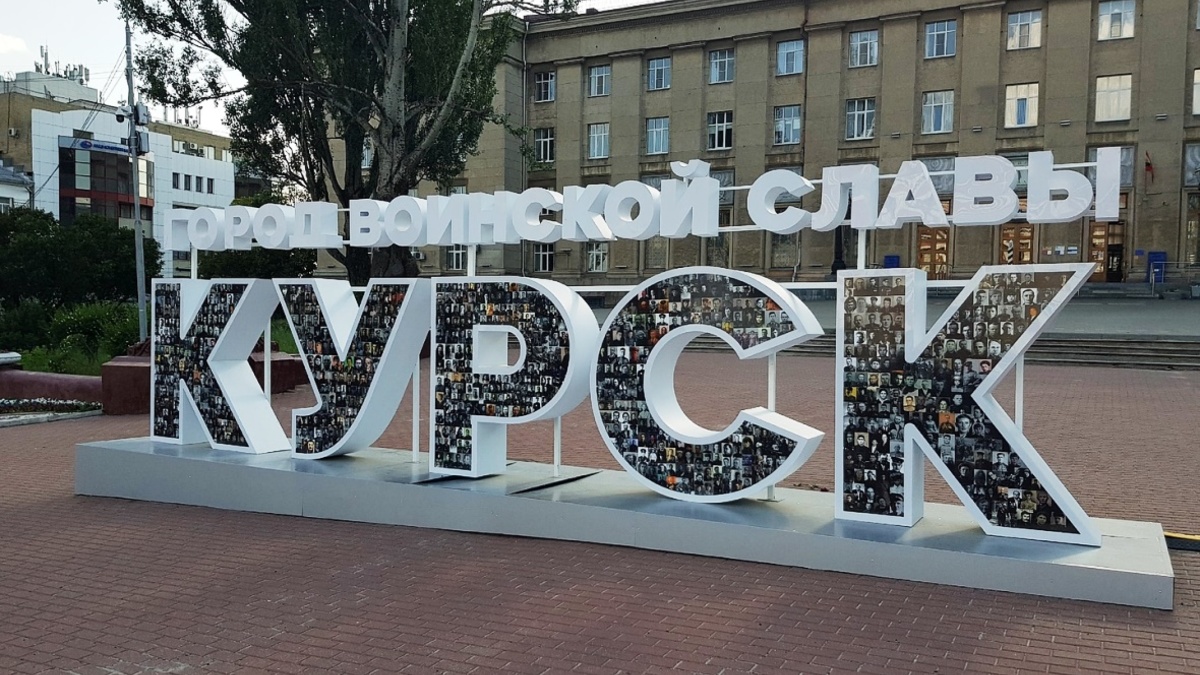 ГОРОД ВОИНСКОЙ СЛАВЫ
КУРСК